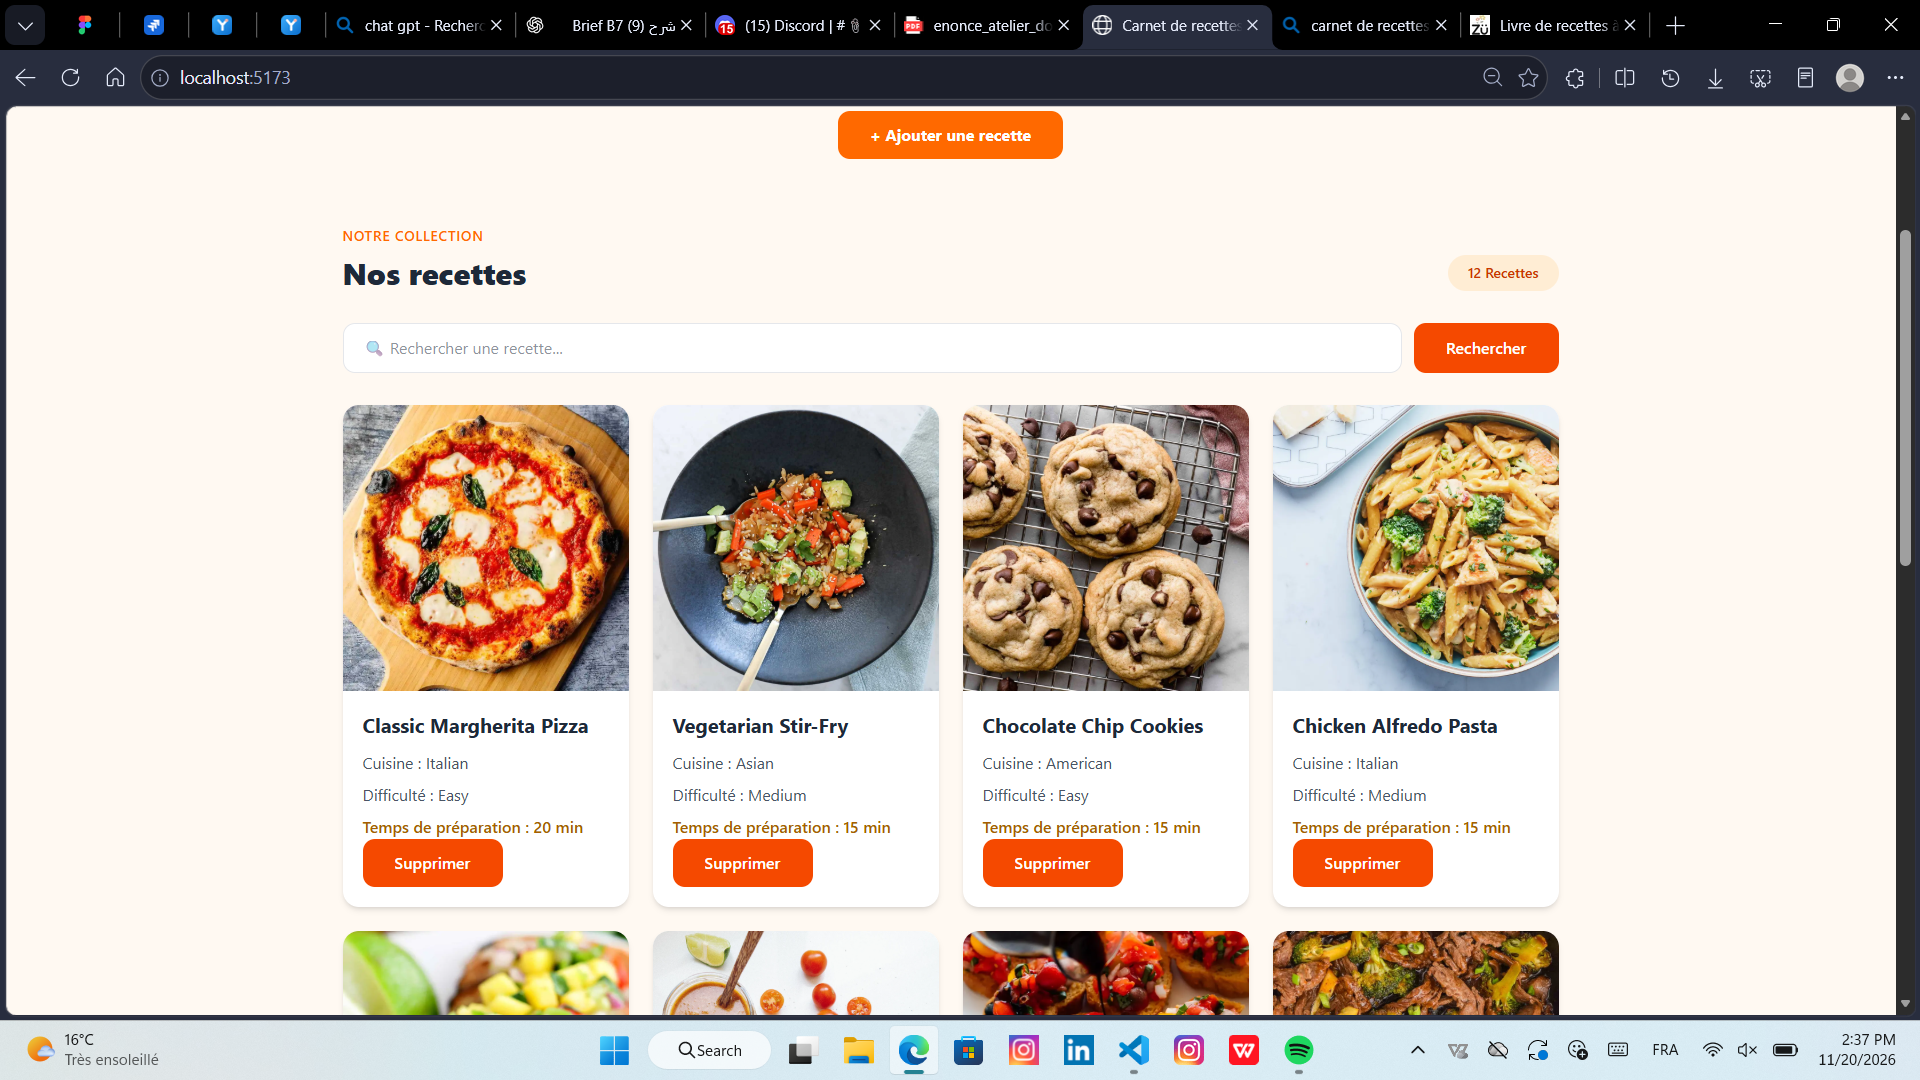 chat gpt - Recherc
Brief B7 (9) شرح
(15) Discord | #
enonce_atelier_do
Carnet de recettes
carnet de recettes
Livre de recettes à
localhost:5173
+ Ajouter une recette
NOTRE COLLECTION
Nos recettes
12 Recettes
🔍 Rechercher une recette...
Rechercher
Classic Margherita Pizza
Cuisine : Italian
Difficulté : Easy
Temps de préparation : 20 min
Supprimer
Vegetarian Stir-Fry
Cuisine : Asian
Difficulté : Medium
Temps de préparation : 15 min
Supprimer
Chocolate Chip Cookies
Cuisine : American
Difficulté : Easy
Temps de préparation : 15 min
Supprimer
Chicken Alfredo Pasta
Cuisine : Italian
Difficulté : Medium
Temps de préparation : 15 min
Supprimer
16°C
Très ensoleillé
Search
FRA
2:37 PM
11/20/2026